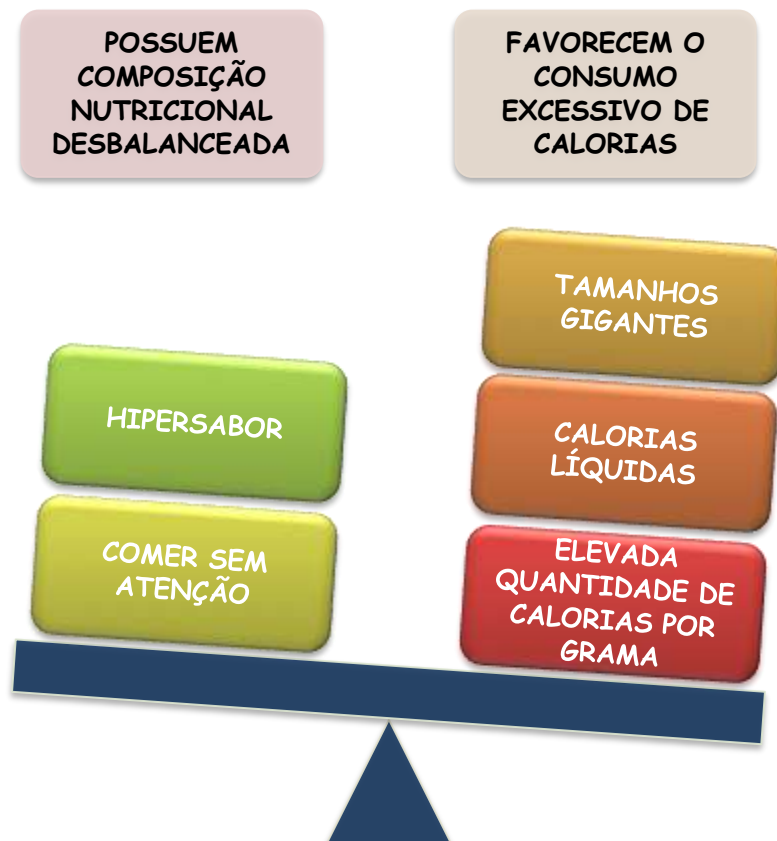 POSSUEM
COMPOSIÇÃO
NUTRICIONAL
DESBALANCEADA
FAVORECEM O
CONSUMO
EXCESSIVO DE
CALORIAS
HIPERSABOR
COMER SEM
ATENÇÃO
TAMANHOS
GIGANTES
CALORIAS
LÍQUIDAS
ELEVADA
QUANTIDADE DE
CALORIAS POR
GRAMA